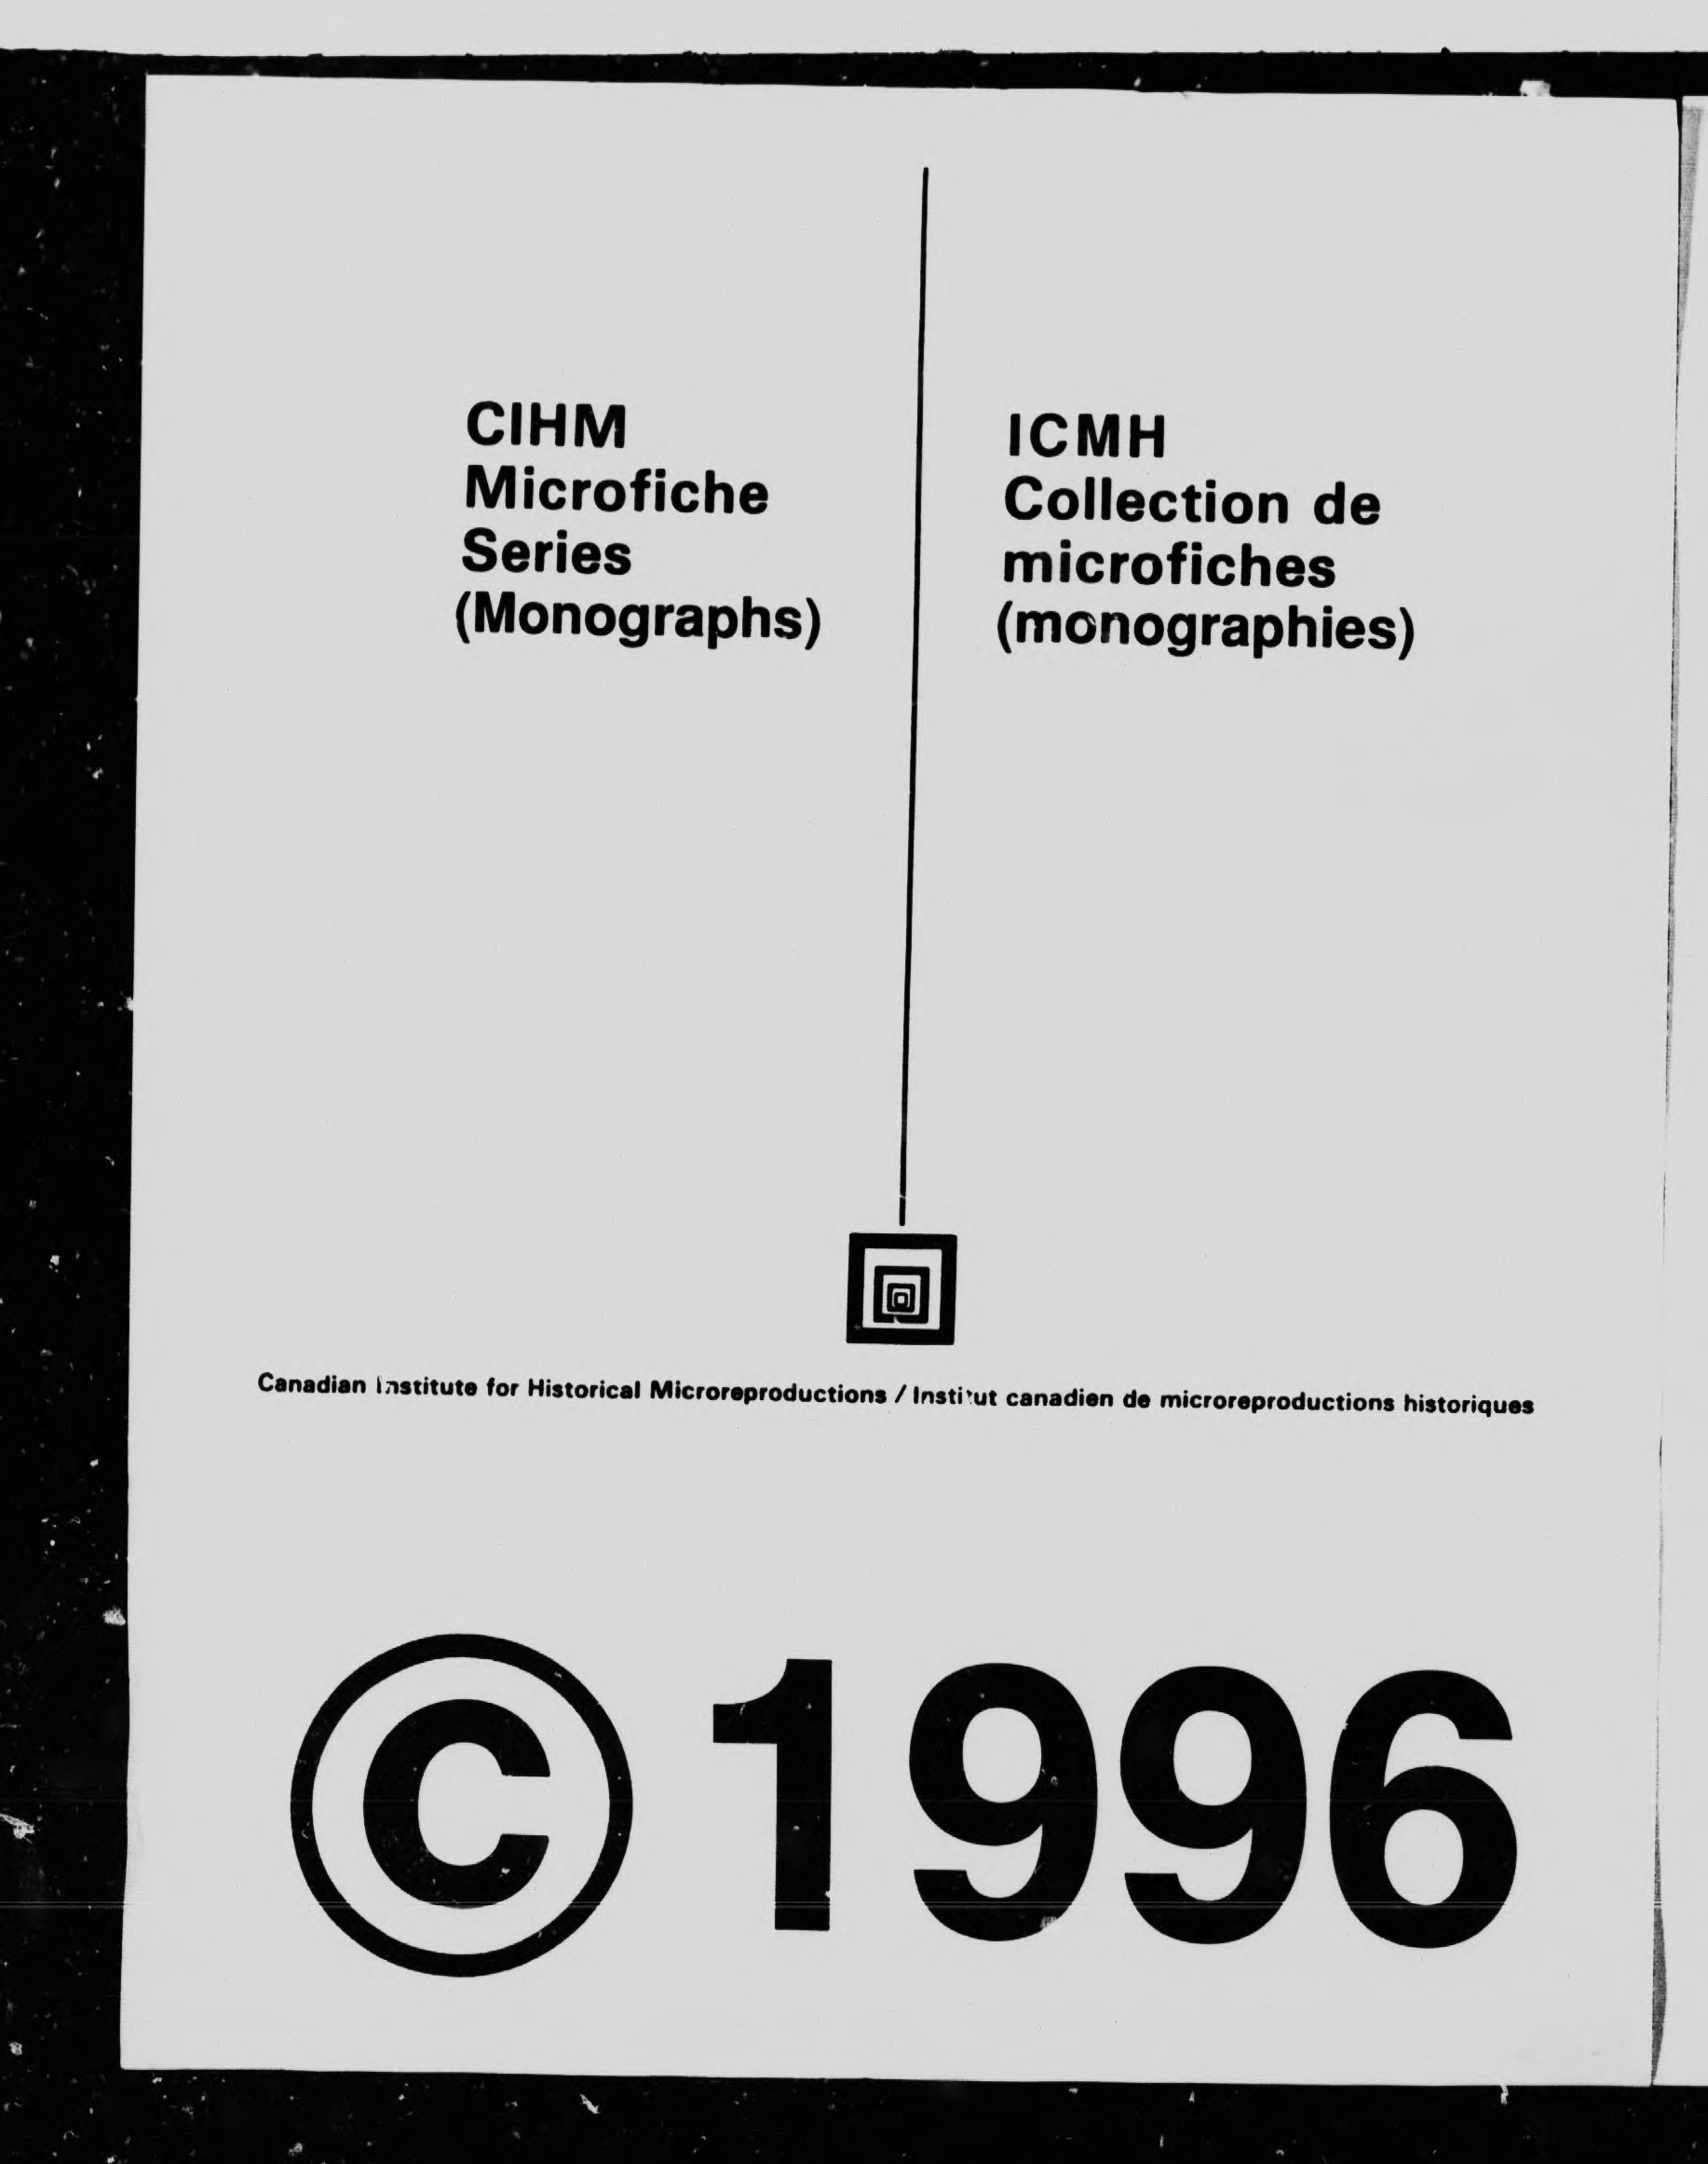 CIHM
Microfiche
Series
(Monographs)
ICMH
Collection de
microfiches
(monographies)
Canadian Institute for Historical Microreproductions / Institut canadien de microreproductions historiques
© 1996